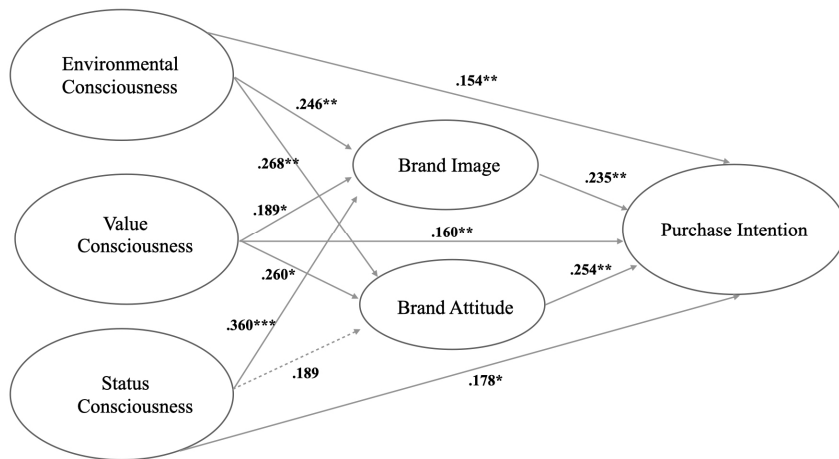 Environmental
Consciousness
.154**
.246**
Brand Image
.268**
.235**
.189*
Value
Consciousness
.160**
Purchase Intention
.260*
.254**
Brand Attitude
.360***
.189
Status
Consciousness
.178*